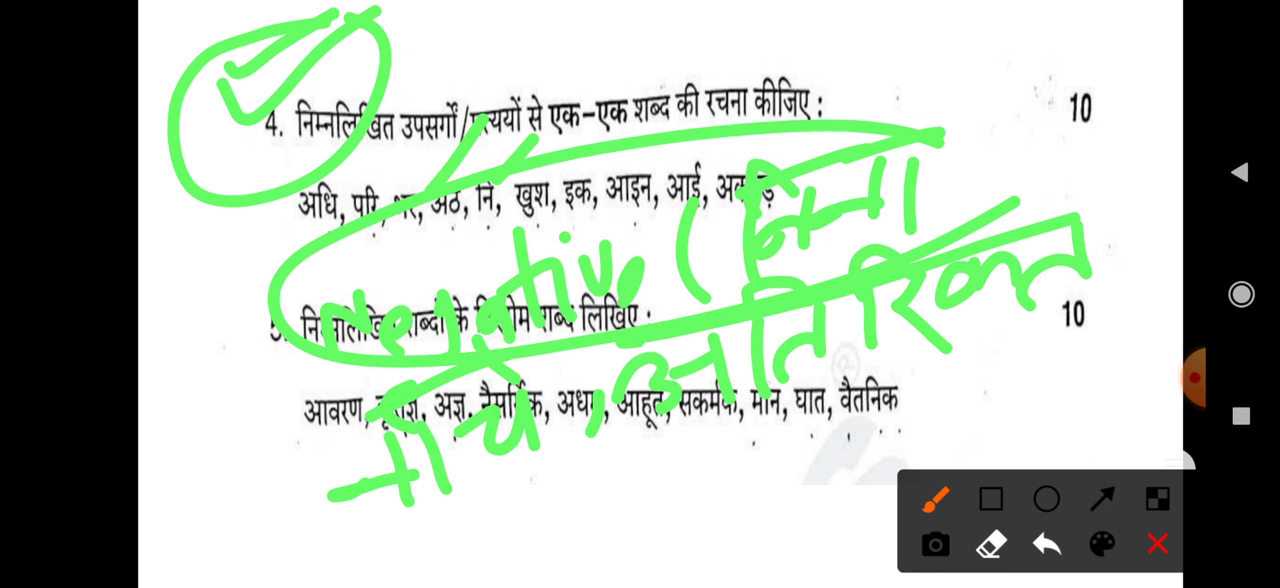 4. निम्नलिखित उपसर्गों/प्रत्ययों से एक-एक शब्द की रचना कीजिए : 10
अधि, परि, भर, अठ, नि, खुश, इक, आइन, आई,
negative ( बिना
5. निम्नलिखित शब्दों के विलोम शब्द लिखिए : 10
नीचे, अतिरिक्त
आवरण, अज्ञ, नैसर्गिक, आहूत, सकर्मक, मान, घात, वैतनिक